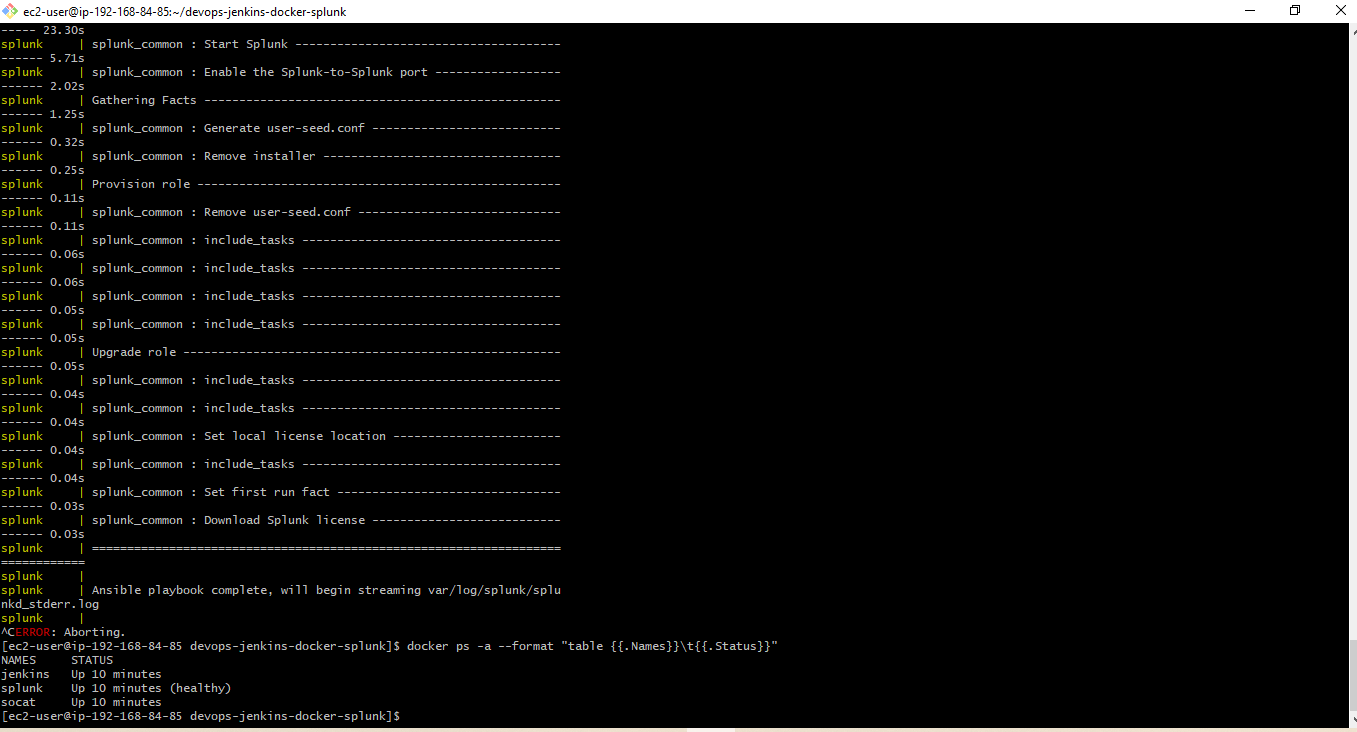 ec2-user@ip-192-168-84-85:~/devops-jenkins-docker-splunk
----- 23.30s
splunk     | splunk_common : Start Splunk --------------------------------------
------ 5.71s
splunk     | splunk_common : Enable the Splunk-to-Splunk port ------------------
------ 2.02s
splunk     | Gathering Facts ---------------------------------------------------
------ 1.25s
splunk     | splunk_common : Generate user-seed.conf ---------------------------
------ 0.32s
splunk     | splunk_common : Remove installer ----------------------------------
------ 0.25s
splunk     | Provision role ----------------------------------------------------
------ 0.11s
splunk     | splunk_common : Remove user-seed.conf -----------------------------
------ 0.11s
splunk     | splunk_common : include_tasks -------------------------------------
------ 0.06s
splunk     | splunk_common : include_tasks -------------------------------------
------ 0.06s
splunk     | splunk_common : include_tasks -------------------------------------
------ 0.05s
splunk     | splunk_common : include_tasks -------------------------------------
------ 0.05s
splunk     | Upgrade role ------------------------------------------------------
------ 0.05s
splunk     | splunk_common : include_tasks -------------------------------------
------ 0.04s
splunk     | splunk_common : include_tasks -------------------------------------
------ 0.04s
splunk     | splunk_common : Set local license location ------------------------
------ 0.04s
splunk     | splunk_common : include_tasks -------------------------------------
------ 0.04s
splunk     | splunk_common : Set first run fact --------------------------------
------ 0.03s
splunk     | splunk_common : Download Splunk license ---------------------------
------ 0.03s
splunk     | ===================================================================
============
splunk     |
splunk     | Ansible playbook complete, will begin streaming var/log/splunk/splu
nkd_stderr.log
splunk     |
^CERROR: Aborting.
[ec2-user@ip-192-168-84-85 devops-jenkins-docker-splunk]$ docker ps -a --format "table {{.Names}}\t{{.Status}}"
NAMES     STATUS
jenkins   Up 10 minutes
splunk    Up 10 minutes (healthy)
socat     Up 10 minutes
[ec2-user@ip-192-168-84-85 devops-jenkins-docker-splunk]$